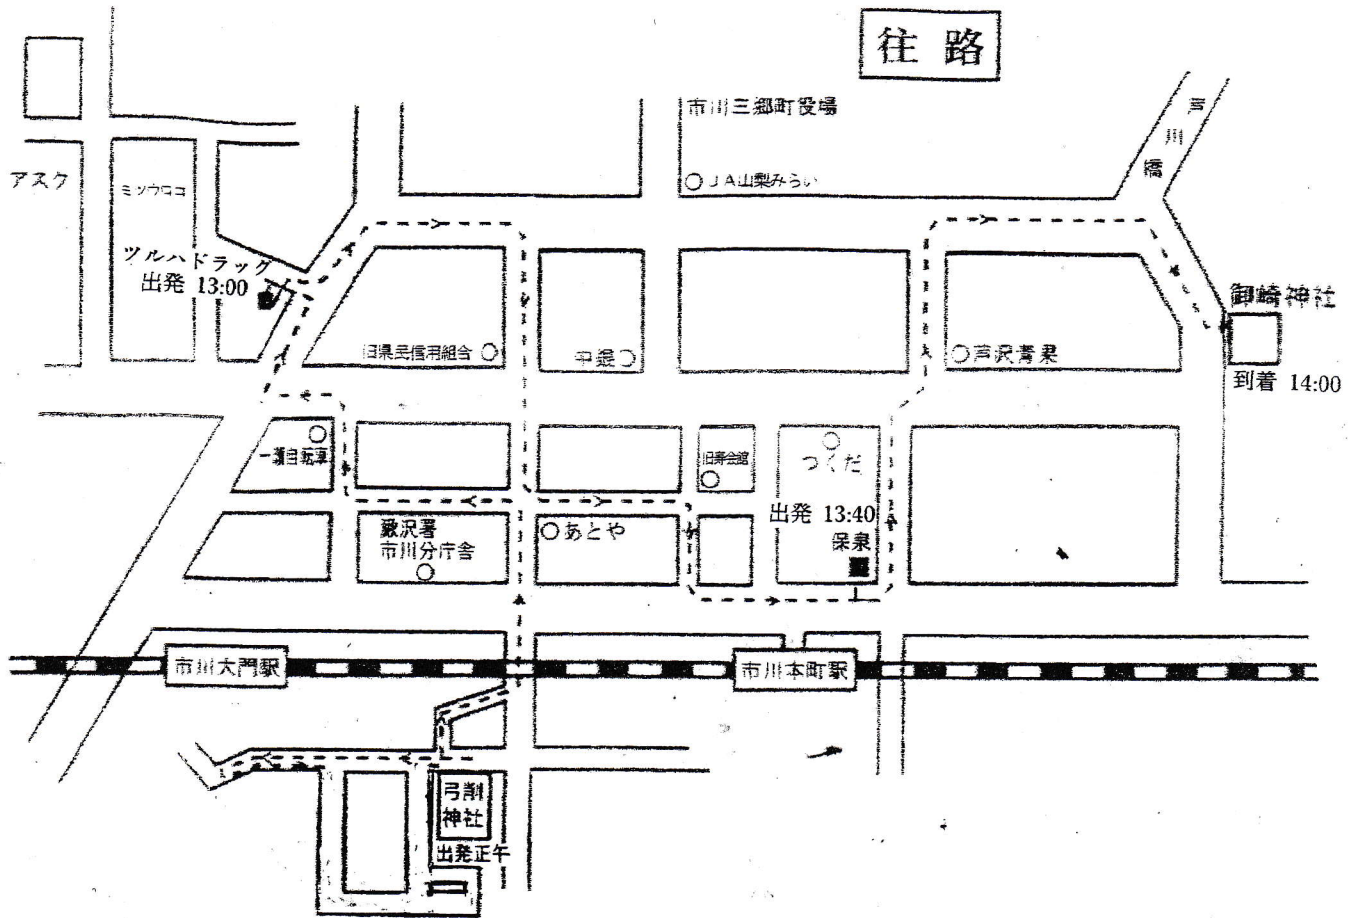 往路
市川三郷町役場
芦川橋
アスク
ミツウロコ
JA山梨みらい
ツルハドラッグ
出発 13:00
御崎神社
旧県民信用組合
中銀
芦沢青果
到着 14:00
一瀬自転車
旧寿会館
つくだ
出発 13:40
鰍沢署
市川分庁舎
あとや
保泉
市川大門駅
市川本町駅
弓削
神社
出発正午